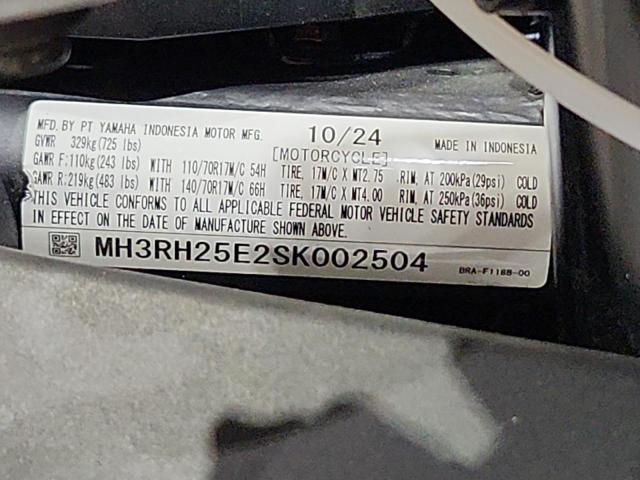 MFD. BY PT YAMAHA INDONESIA MOTOR MFG. 10/24 MADE IN INDONESIA
GVWR 329kg(725 lbs) [MOTORCYCLE]
GAWR F:110kg(243 lbs) WITH 110/70R17M/C 54H TIRE, 17M/C X MT2.75 RIM, AT 200kPa(29psi) COLD
GAWR R:219kg(483 lbs) WITH 140/70R17M/C 66H TIRE, 17M/C X MT4.00 RIM, AT 250kPa(36psi) COLD
THIS VEHICLE CONFORMS TO ALL APPLICABLE FEDERAL MOTOR VEHICLE SAFETY STANDARDS
IN EFFECT ON THE DATE OF MANUFACTURE SHOWN ABOVE.
MH3RH25E2SK002504 BRA-F118B-00